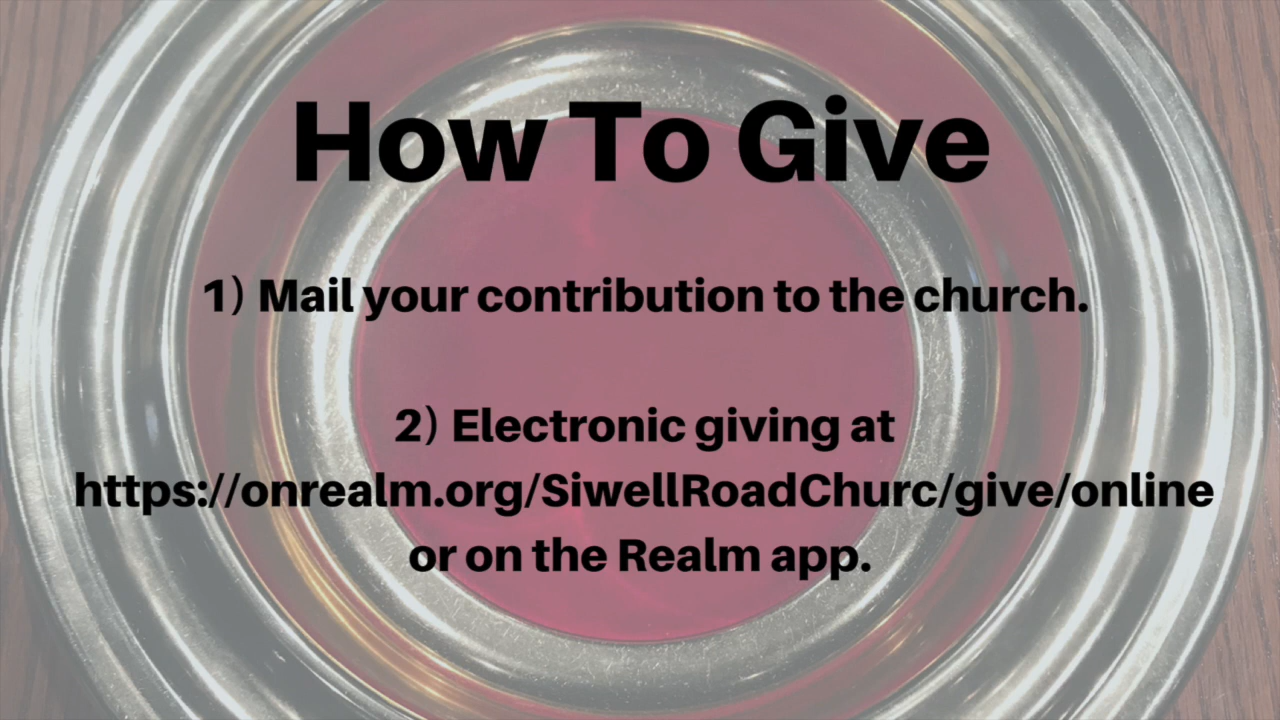 How To Give
1) Mail your contribution to the church.
2) Electronic giving at
https://onrealm.org/SiwellRoadChurc/give/online
or on the Realm app.